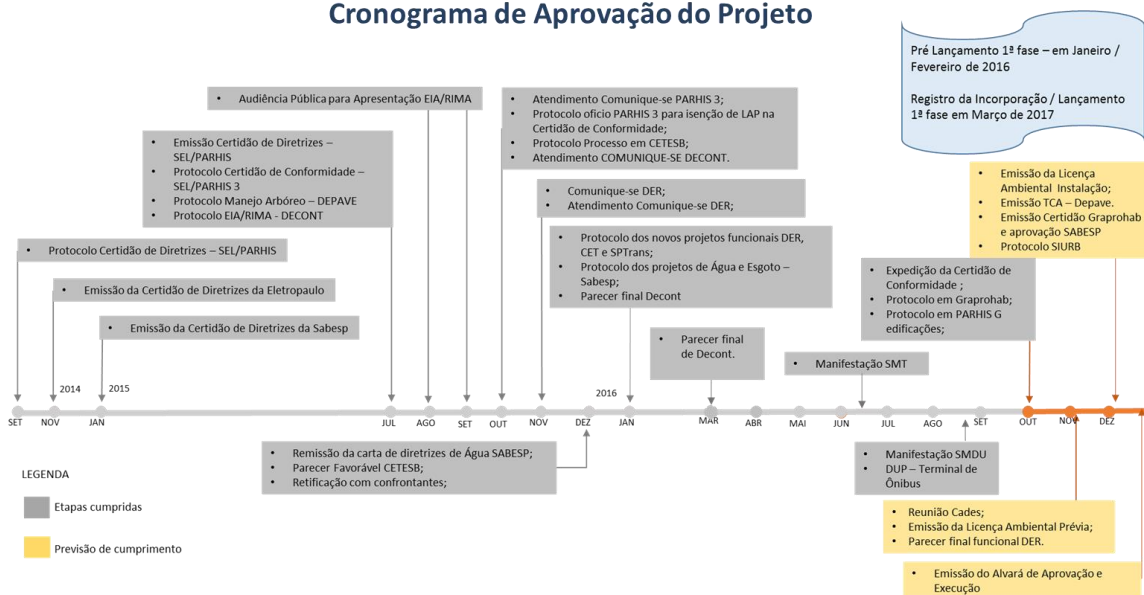 Cronograma de Aprovação do Projeto
Pré Lançamento 1ª fase – em Janeiro /
Fevereiro de 2016
Registro da Incorporação / Lançamento
1ª fase em Março de 2017
• Audiência Pública para Apresentação EIA/RIMA
• Atendimento Comunique-se PARHIS 3;
• Protocolo oficio PARHIS 3 para isenção de LAP na
Certidão de Conformidade;
• Protocolo Processo em CETESB;
• Atendimento COMUNIQUE-SE DECONT.
• Emissão Certidão de Diretrizes –
SEL/PARHIS
• Protocolo Certidão de Conformidade –
SEL/PARHIS 3
• Protocolo Manejo Arbóreo – DEPAVE
• Protocolo EIA/RIMA - DECONT
• Comunique-se DER;
• Atendimento Comunique-se DER;
• Emissão da Licença
Ambiental Instalação;
• Emissão TCA – Depave.
• Emissão Certidão Graprohab
e aprovação SABESP
• Protocolo SIURB
• Protocolo Certidão de Diretrizes – SEL/PARHIS
• Protocolo dos novos projetos funcionais DER,
CET e SPTrans;
• Protocolo dos projetos de Água e Esgoto –
Sabesp;
• Parecer final Decont
• Emissão da Certidão de Diretrizes da Eletropaulo
• Expedição da Certidão de
Conformidade ;
• Protocolo em Graprohab;
• Protocolo em PARHIS G
edificações;
• Emissão da Certidão de Diretrizes da Sabesp
• Parecer final
de Decont.
• Manifestação SMT
2014
2015
2016
SET
NOV
JAN
JUL
AGO
SET
OUT
NOV
DEZ
JAN
MAR
ABR
MAI
JUN
JUL
AGO
SET
OUT
NOV
DEZ
• Remissão da carta de diretrizes de Água SABESP;
• Parecer Favorável CETESB;
• Retificação com confrontantes;
• Manifestação SMDU
• DUP – Terminal de
Ônibus
LEGENDA
Etapas cumpridas
Previsão de cumprimento
• Reunião Cades;
• Emissão da Licença Ambiental Prévia;
• Parecer final funcional DER.
• Emissão do Alvará de Aprovação e
Execução